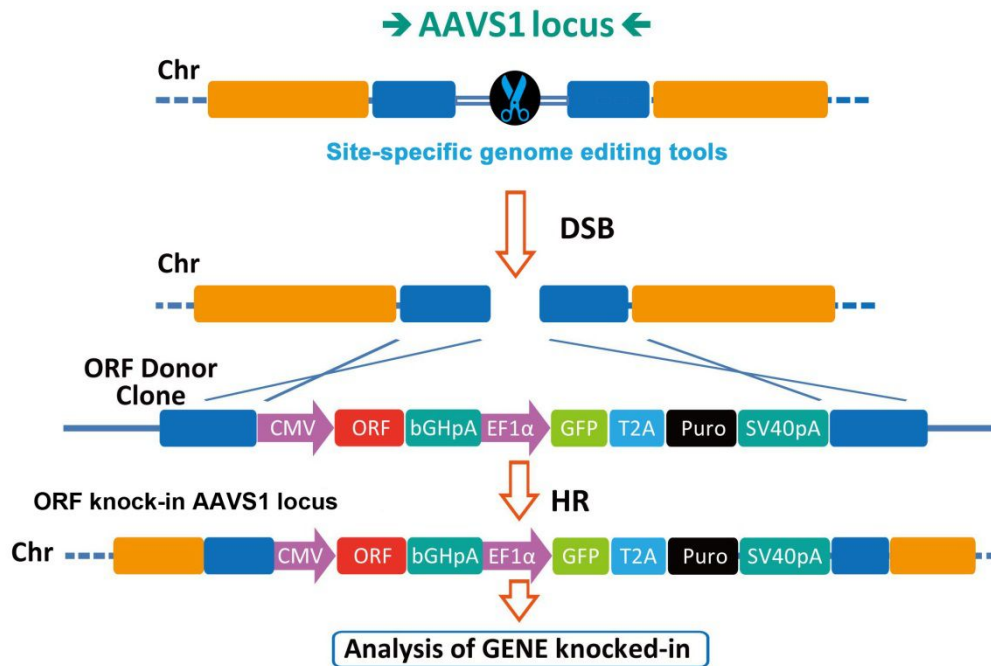 → AAVS1 locus ←
Chr
Site-specific genome editing tools
DSB
Chr
ORF Donor
Clone
CMV ORF bGHpA EF1α GFP T2A Puro SV40pA
HR
ORF knock-in AAVS1 locus
Chr CMV ORF bGHpA EF1α GFP T2A Puro SV40pA
Analysis of GENE knocked-in